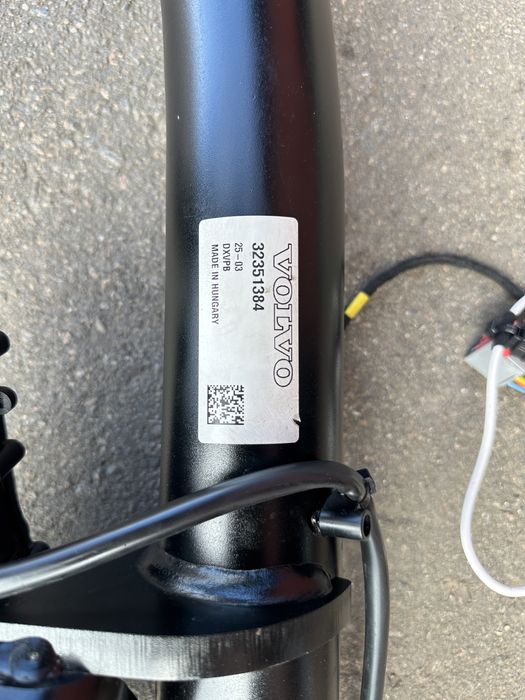 VOLVO
32351384
25-03
DXVPB
MADE IN HUNGARY